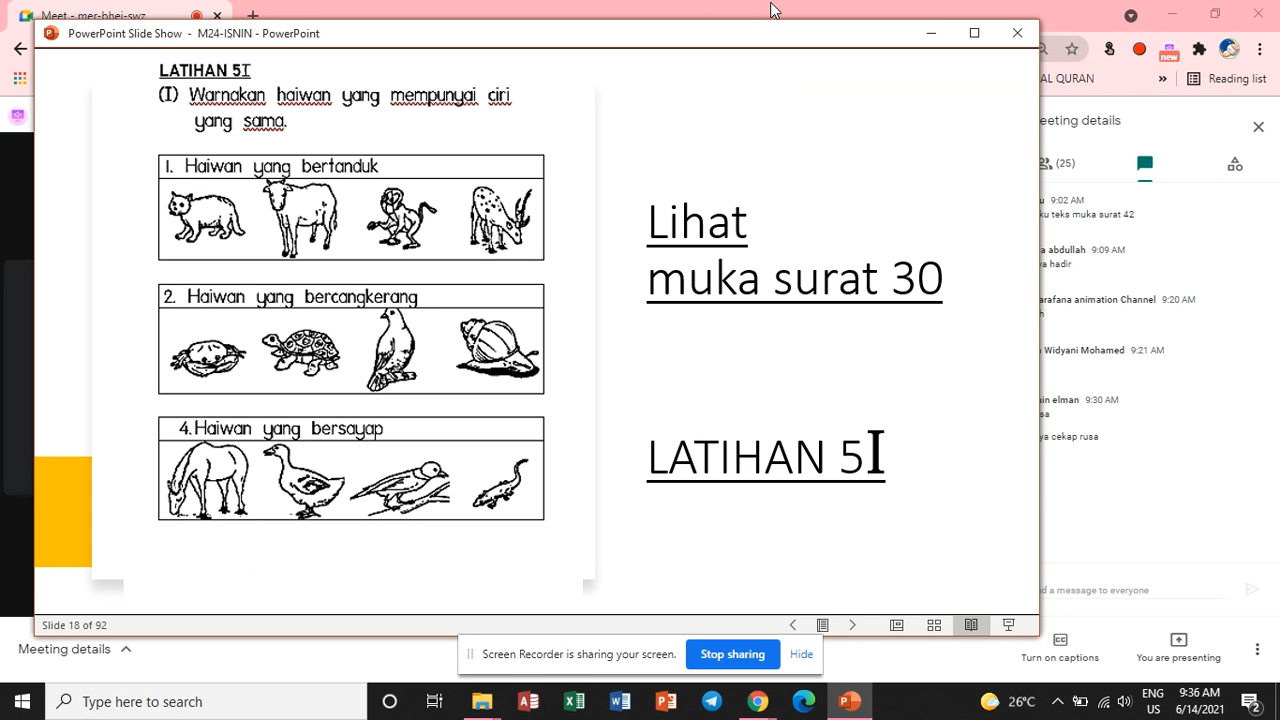 Meet - mer-bhej-swz
PowerPoint Slide Show - M24-ISNIN - PowerPoint
LATIHAN 5I
(I) Warnakan haiwan yang mempunyai ciri
yang sama.
1. Haiwan yang bertanduk
2. Haiwan yang bercangkerang
4.Haiwan yang bersayap
Lihat
muka surat 30
LATIHAN 5I
Slide 18 of 92
new
AL QURAN
»
Reading list
eeting details
(25)
9:02 AM
ku teks muka surat 42
a abdullah 9:09 AM
ya hadir
arafana animation Channel 9:20 AM
h
Widyani Mohamed 9:21 AM
uin elman 9:30 AM
sa
ya cekap rusa
d a message to everyone
Meeting details
Screen Recorder is sharing your screen.
Stop sharing
Hide
Turn on captions
You are presenting
Type here to search
26°C
ENG
US
9:36 AM
6/14/2021
2